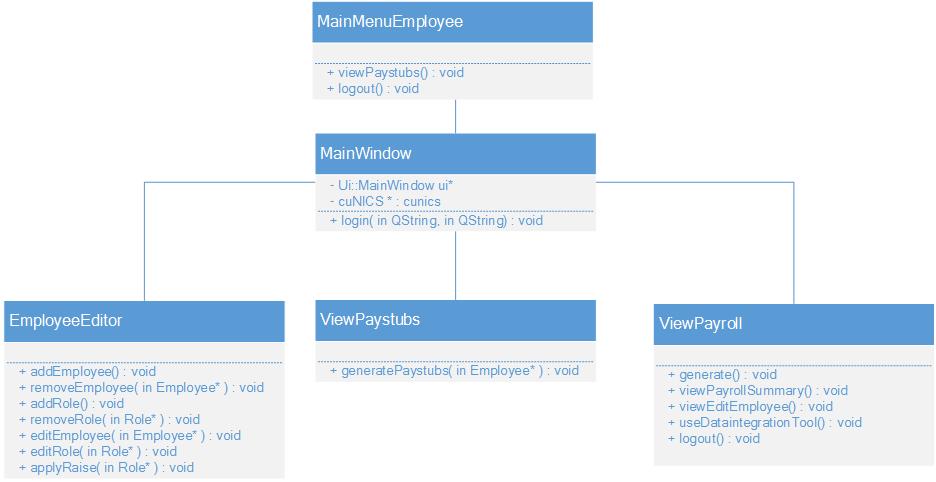 MainMenuEmployee
+ viewPaystubs() : void
+ logout() : void
MainWindow
- Ui::MainWindow ui*
- cuNICS * : cunics
+ login( in QString, in QString) : void
EmployeeEditor
+ addEmployee() : void
+ removeEmployee( in Employee* ) : void
+ addRole() : void
+ removeRole( in Role* ) : void
+ editEmployee( in Employee* ) : void
+ editRole( in Role* ) : void
+ applyRaise( in Role* ) : void
ViewPaystubs
+ generatePaystubs( in Employee* ) : void
ViewPayroll
+ generate() : void
+ viewPayrollSummary() : void
+ viewEditEmployee() : void
+ useDataintegrationTool() : void
+ logout() : void